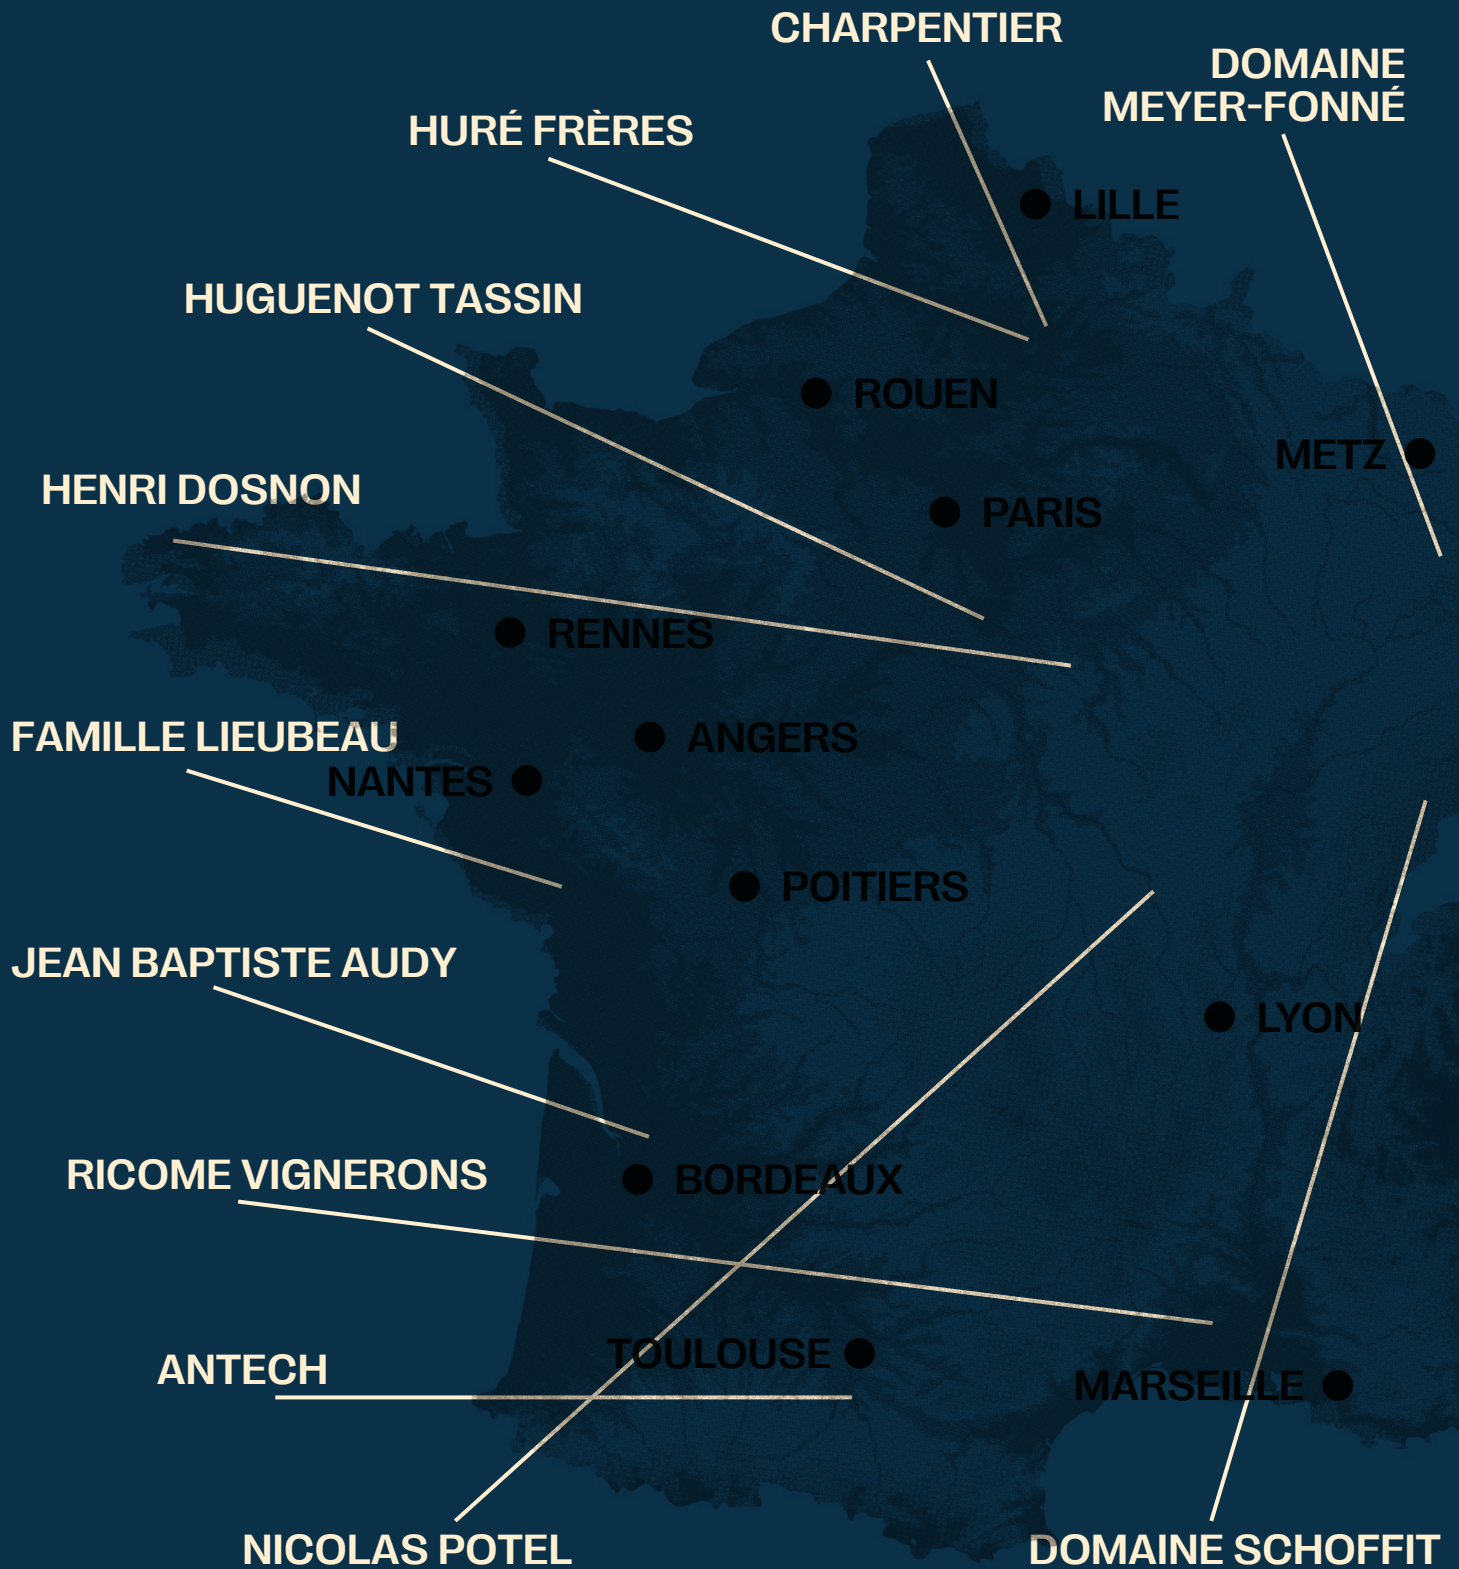 CHARPENTIER
DOMAINE
MEYER-FONNÉ
HURÉ FRÈRES
LILLE
HUGUENOT TASSIN
ROUEN
METZ
HENRI DOSNON
PARIS
RENNES
FAMILLE LIEUBEAU
ANGERS
NANTES
POITIERS
JEAN BAPTISTE AUDY
LYON
RICOME VIGNERONS
BORDEAUX
TOULOUSE
ANTECH
MARSEILLE
NICOLAS POTEL
DOMAINE SCHOFFIT